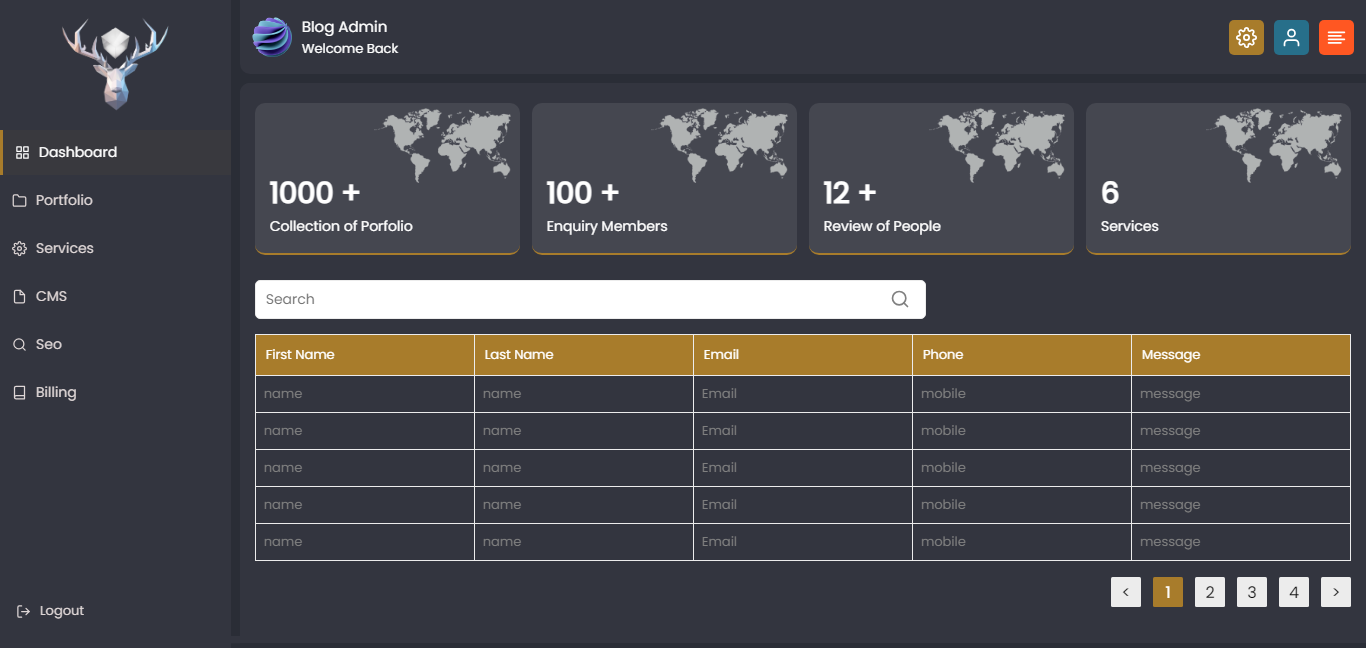 Blog Admin
Welcome Back
Dashboard
Portfolio
Services
CMS
Seo
Billing
Logout
1000 +
Collection of Porfolio
100 +
Enquiry Members
12 +
Review of People
6
Services
Search
First Name Last Name Email Phone Message
name name Email mobile message
name name Email mobile message
name name Email mobile message
name name Email mobile message
name name Email mobile message
< 1 2 3 4 >